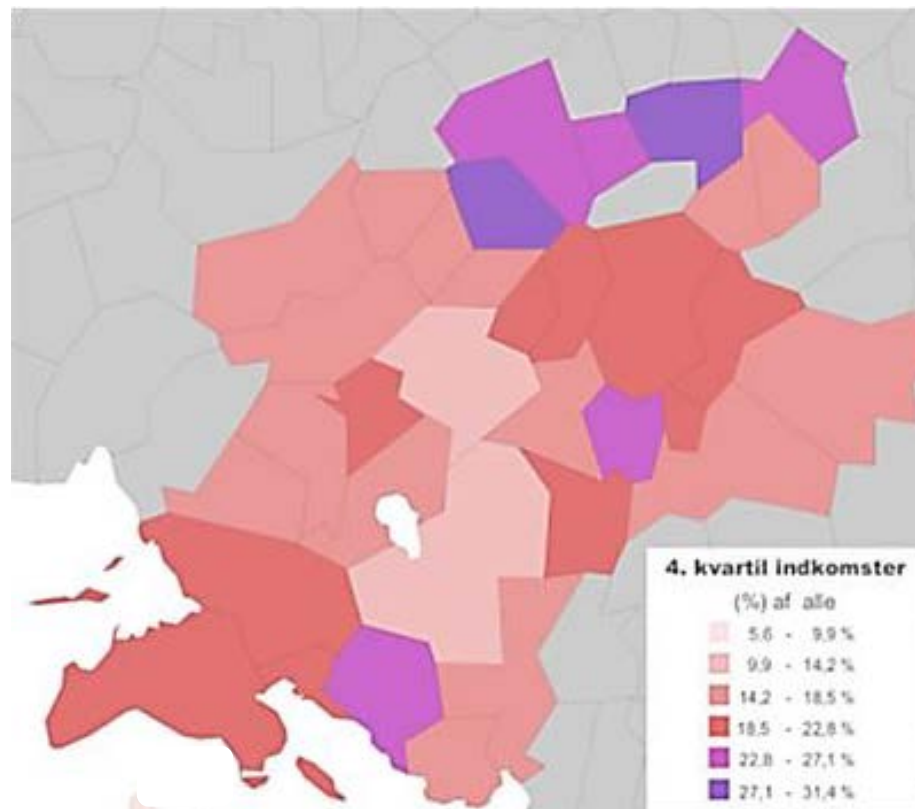 4. kvartil indkomster
(%) af alle
5,6 - 9,9 %
9,9 - 14,2 %
14,2 - 18,5 %
18,5 - 22,8 %
22,8 - 27,1 %
27,1 - 31,4 %